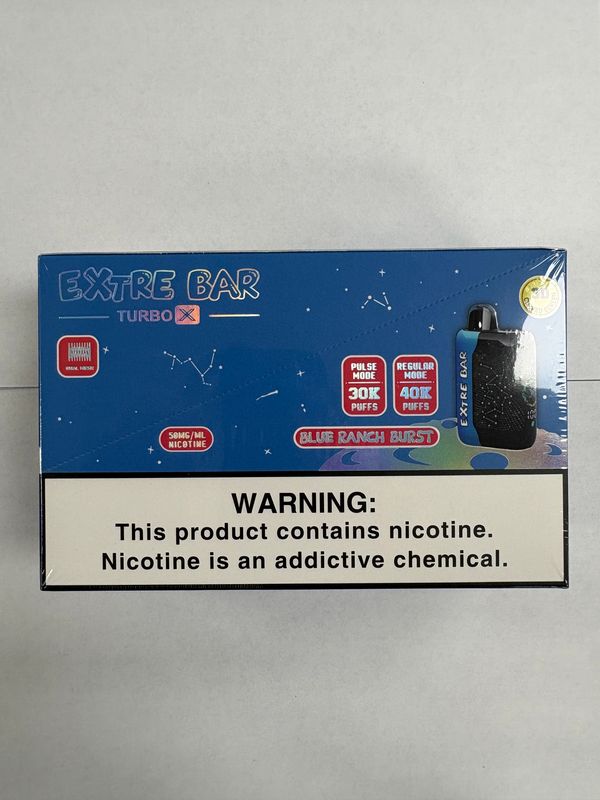 EXTRE BAR
TURBO X
PULSE
MODE
30K
PUFFS
REGULAR
MODE
40K
PUFFS
EXTRE BAR
50MG/ML
NICOTINE
BLUE RANCH BURST
WARNING:
This product contains nicotine.
Nicotine is an addictive chemical.